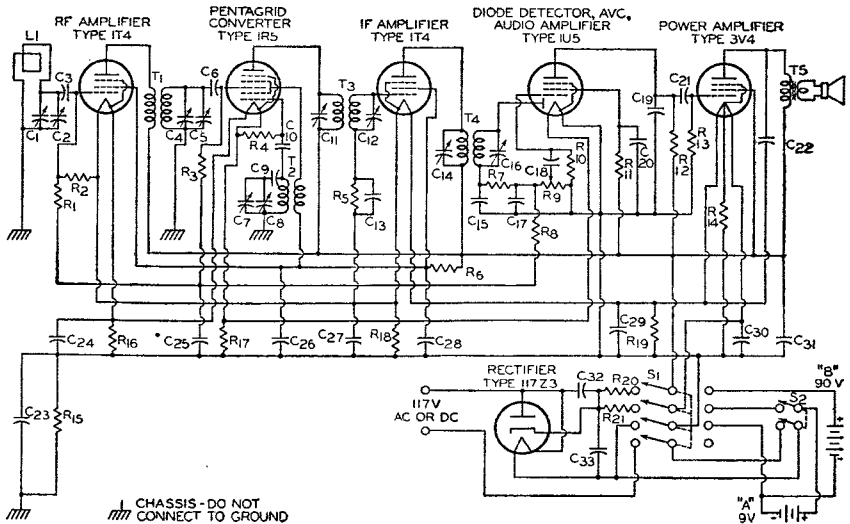 RF AMPLIFIER
TYPE 1T4
PENTAGRID
CONVERTER
TYPE 1R5
IF AMPLIFIER
TYPE 1T4
DIODE DETECTOR, AVC,
AUDIO AMPLIFIER
TYPE 1U5
POWER AMPLIFIER
TYPE 3V4
L1
C3
C1
C2
T1
C4
C5
C6
R3
R4
C10
C9
T2
C7
C8
C11
T3
C12
R5
C13
C14
T4
C16
R7
C15
C17
C18
R9
R10
R8
R11
C20
C19
C21
R12
R13
R14
C22
T5
R2
R1
R6
C24
R16
C25
R17
C26
C27
R18
C28
C29
R19
C30
C31
C23
R15
RECTIFIER
TYPE 117Z3
117V
AC OR DC
C32
R20
R21
C33
S1
S2
"B"
90V
"A"
9V
CHASSIS-DO NOT
CONNECT TO GROUND